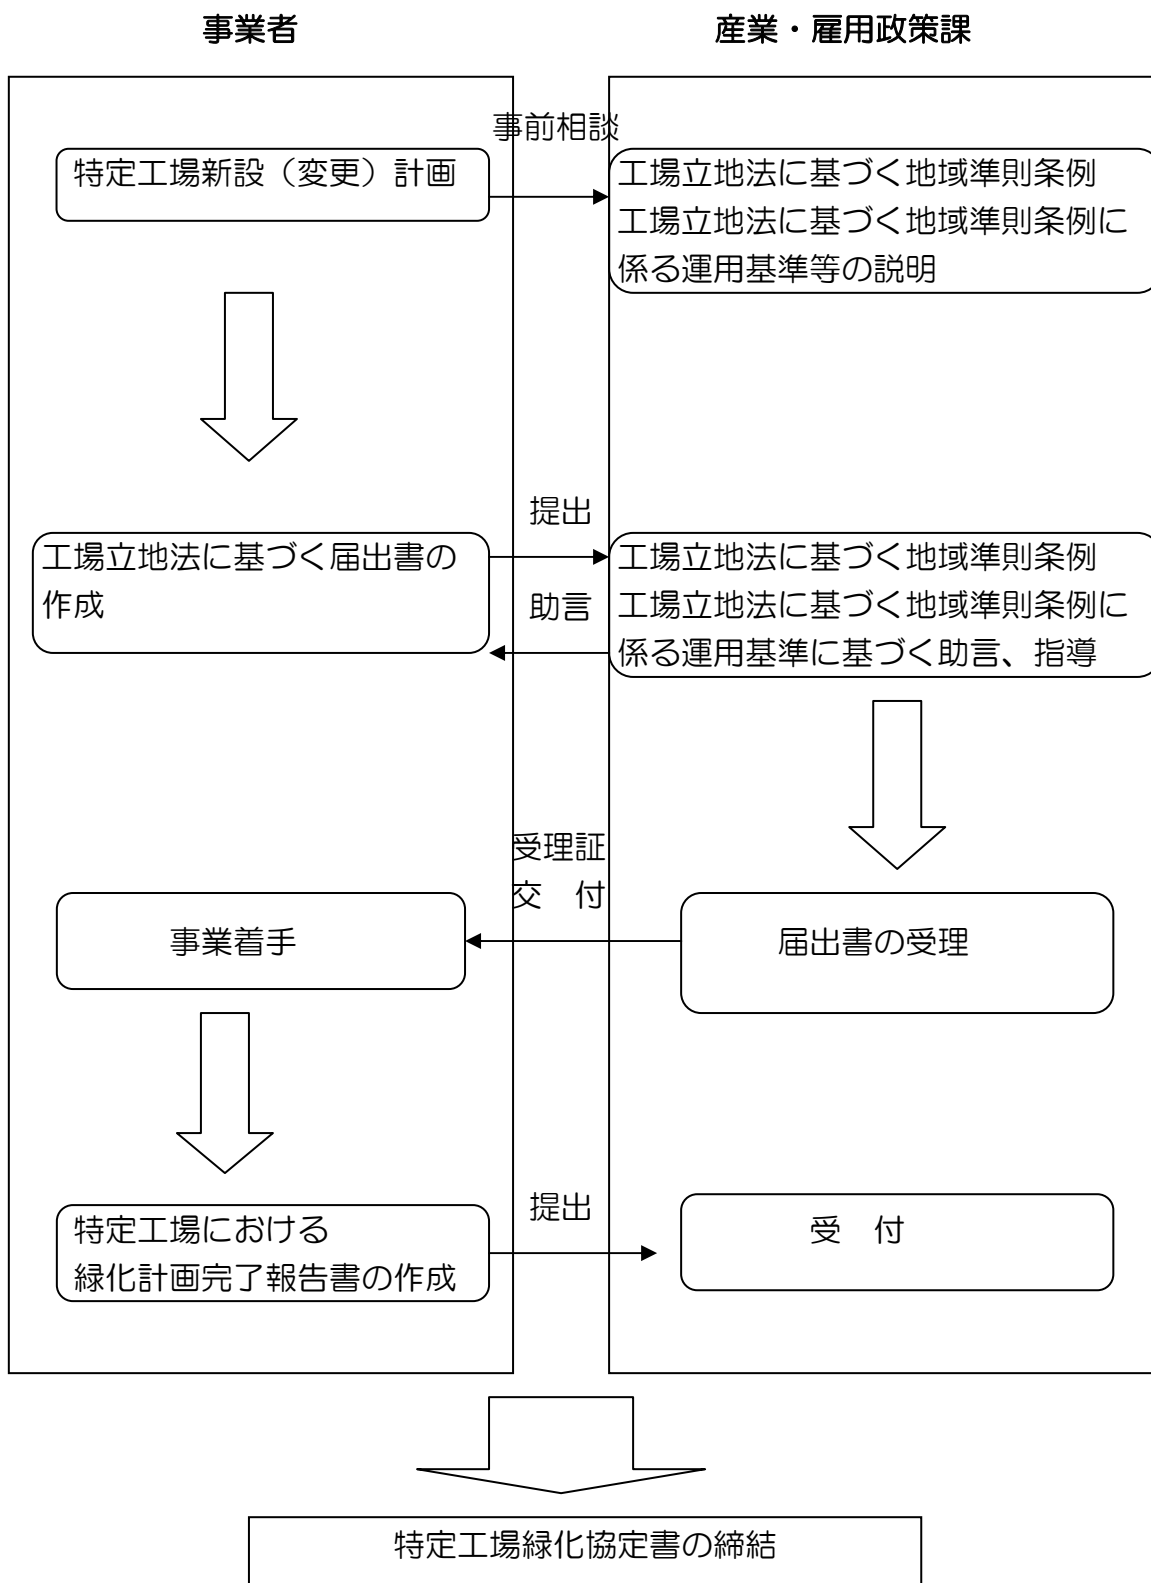 事業者
産業・雇用政策課
事前相談
特定工場新設（変更）計画
工場立地法に基づく地域準則条例
工場立地法に基づく地域準則条例に
係る運用基準等の説明
提出
工場立地法に基づく届出書の
作成
助言
工場立地法に基づく地域準則条例
工場立地法に基づく地域準則条例に
係る運用基準に基づく助言、指導
受理証
交　付
事業着手
届出書の受理
提出
特定工場における
緑化計画完了報告書の作成
受　付
特定工場緑化協定書の締結